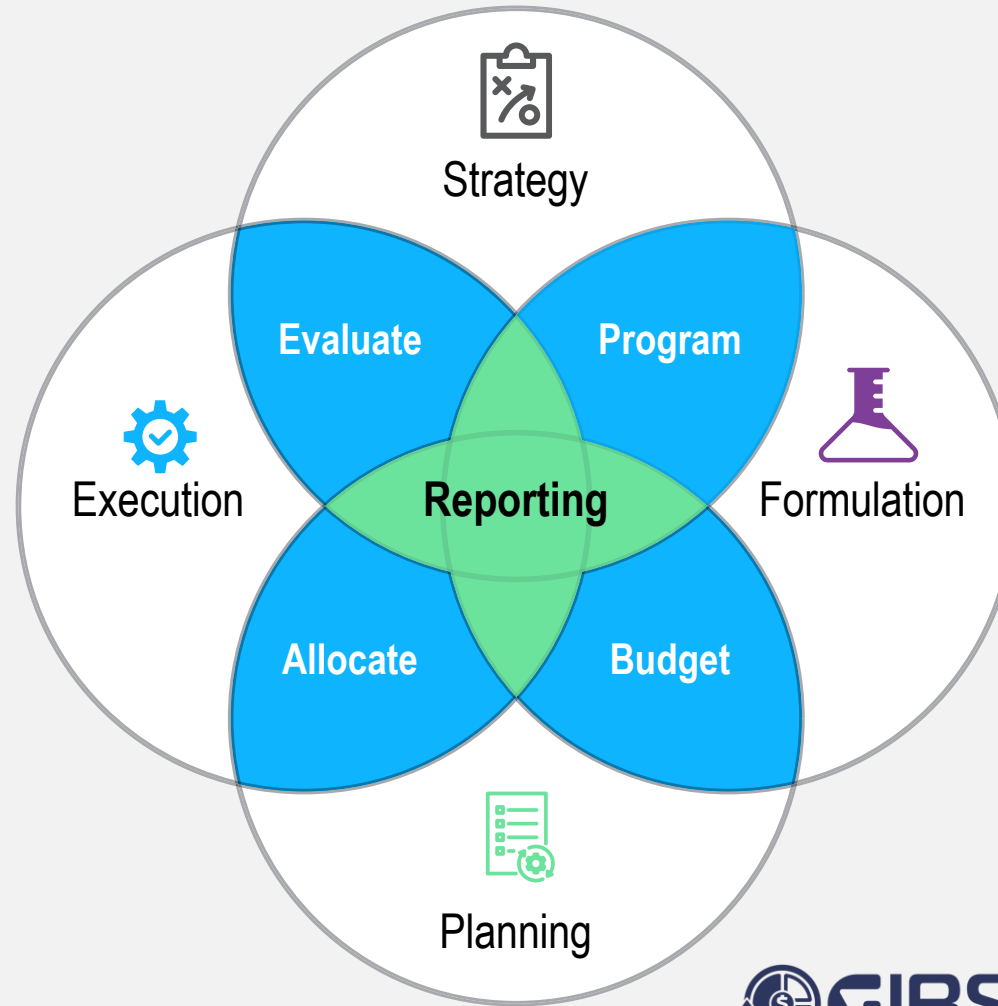 Strategy
Evaluate
Program
Execution
Reporting
Formulation
Allocate
Budget
Planning